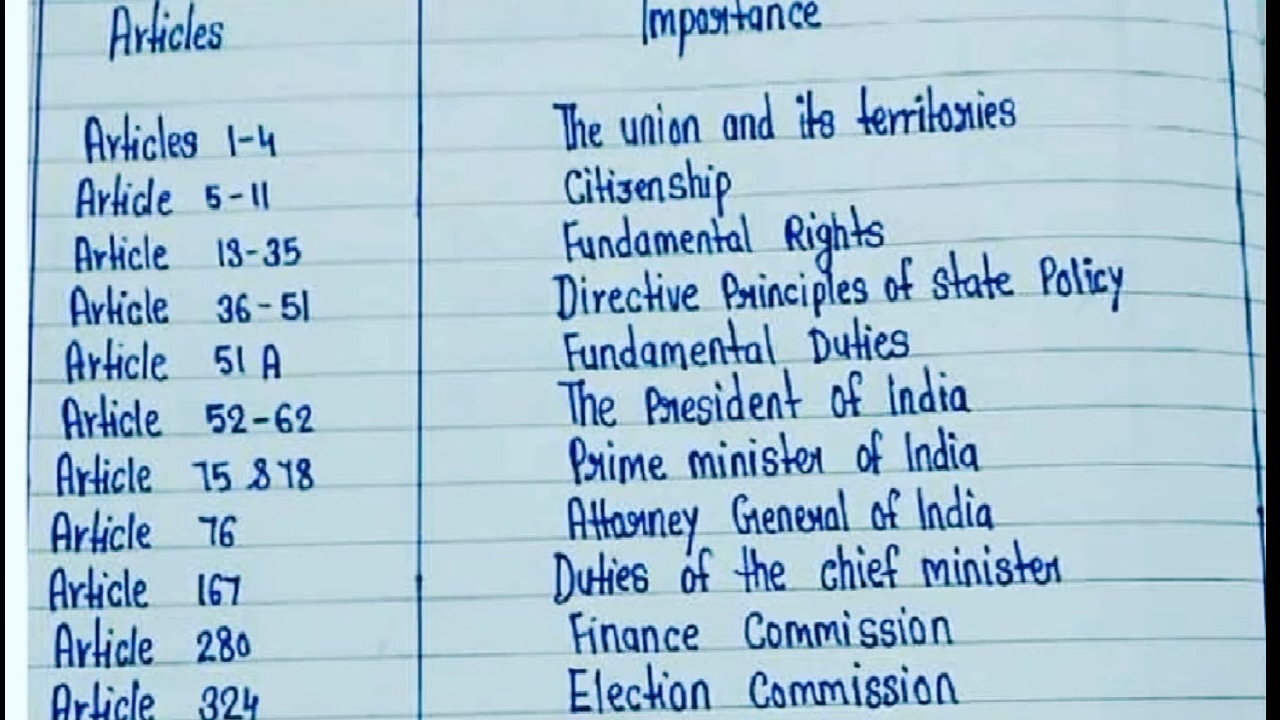 Articles Importance
Articles 1-4 The union and its territories
Article 5-11 Citizenship
Article 13-35 Fundamental Rights
Article 36-51 Directive Principles of state Policy
Article 51 A Fundamental Duties
Article 52-62 The President of India
Article 75 & 78 Prime minister of India
Article 76 Attorney General of India
Article 167 Duties of the chief minister
Article 280 Finance Commission
Article 324 Election Commission